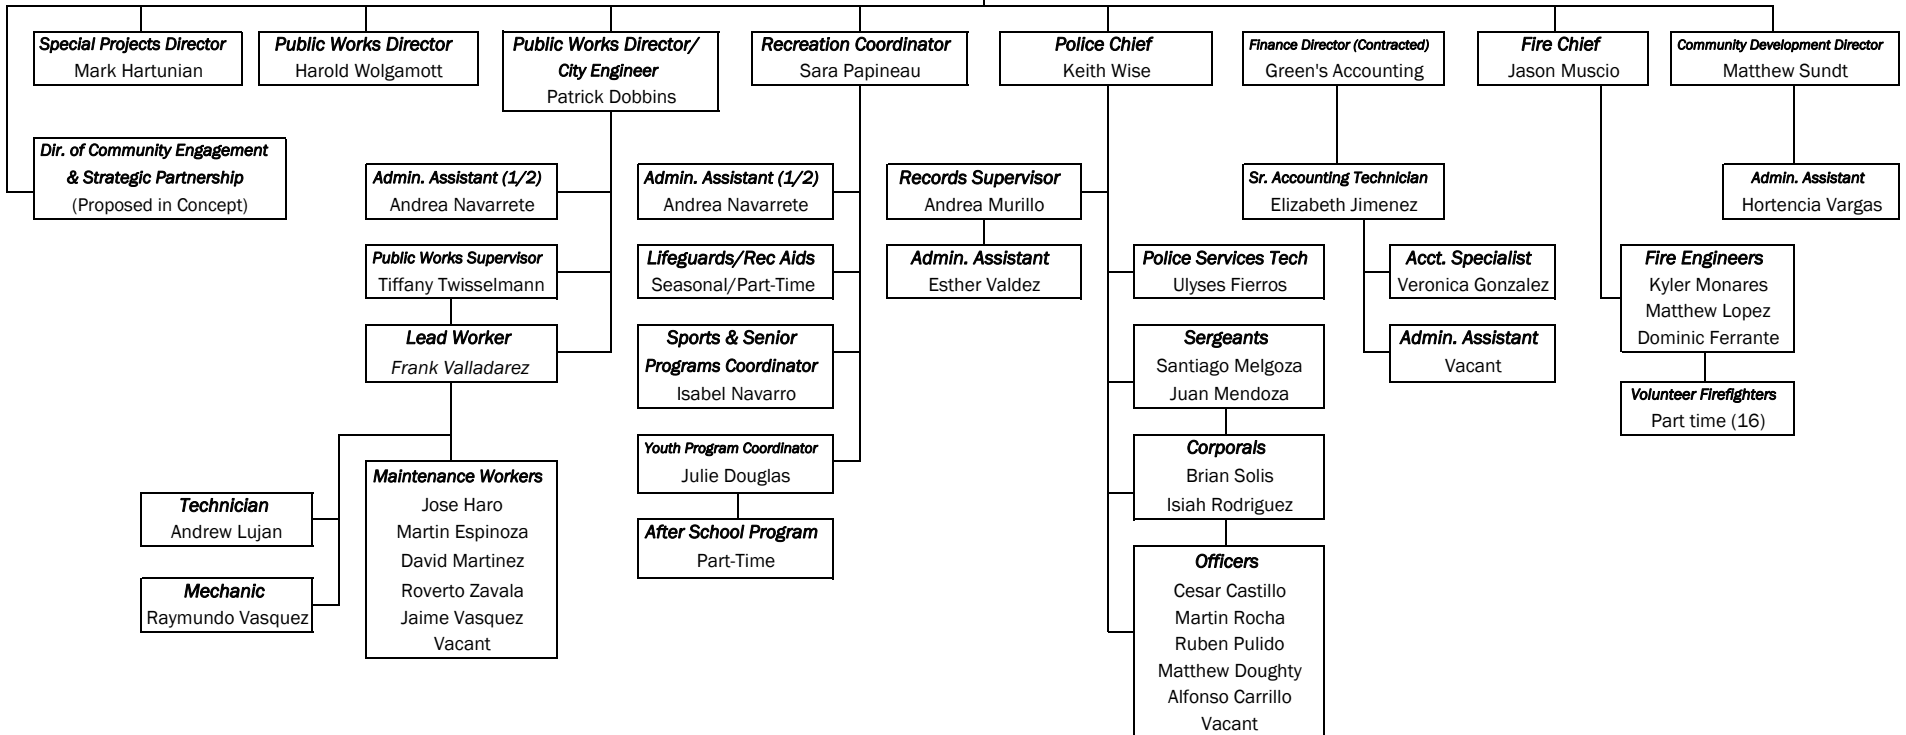 Special Projects Director
Mark Hartunian
Public Works Director
Harold Wolgamott
Public Works Director/
City Engineer
Patrick Dobbins
Recreation Coordinator
Sara Papineau
Police Chief
Keith Wise
Finance Director (Contracted)
Green's Accounting
Fire Chief
Jason Muscio
Community Development Director
Matthew Sundt
Dir. of Community Engagement
& Strategic Partnership
(Proposed in Concept)
Admin. Assistant (1/2)
Andrea Navarrete
Admin. Assistant (1/2)
Andrea Navarrete
Records Supervisor
Andrea Murillo
Sr. Accounting Technician
Elizabeth Jimenez
Admin. Assistant
Hortencia Vargas
Public Works Supervisor
Tiffany Twisselmann
Lifeguards/Rec Aids
Seasonal/Part-Time
Admin. Assistant
Esther Valdez
Police Services Tech
Ulyses Fierros
Acct. Specialist
Veronica Gonzalez
Fire Engineers
Kyler Monares
Matthew Lopez
Dominic Ferrante
Lead Worker
Frank Valladarez
Sports & Senior
Programs Coordinator
Isabel Navarro
Sergeants
Santiago Melgoza
Juan Mendoza
Admin. Assistant
Vacant
Volunteer Firefighters
Part time (16)
Youth Program Coordinator
Julie Douglas
Corporals
Brian Solis
Isiah Rodriguez
Maintenance Workers
Jose Haro
Martin Espinoza
David Martinez
Roverto Zavala
Jaime Vasquez
Vacant
Technician
Andrew Lujan
Mechanic
Raymundo Vasquez
After School Program
Part-Time
Officers
Cesar Castillo
Martin Rocha
Ruben Pulido
Matthew Doughty
Alfonso Carrillo
Vacant